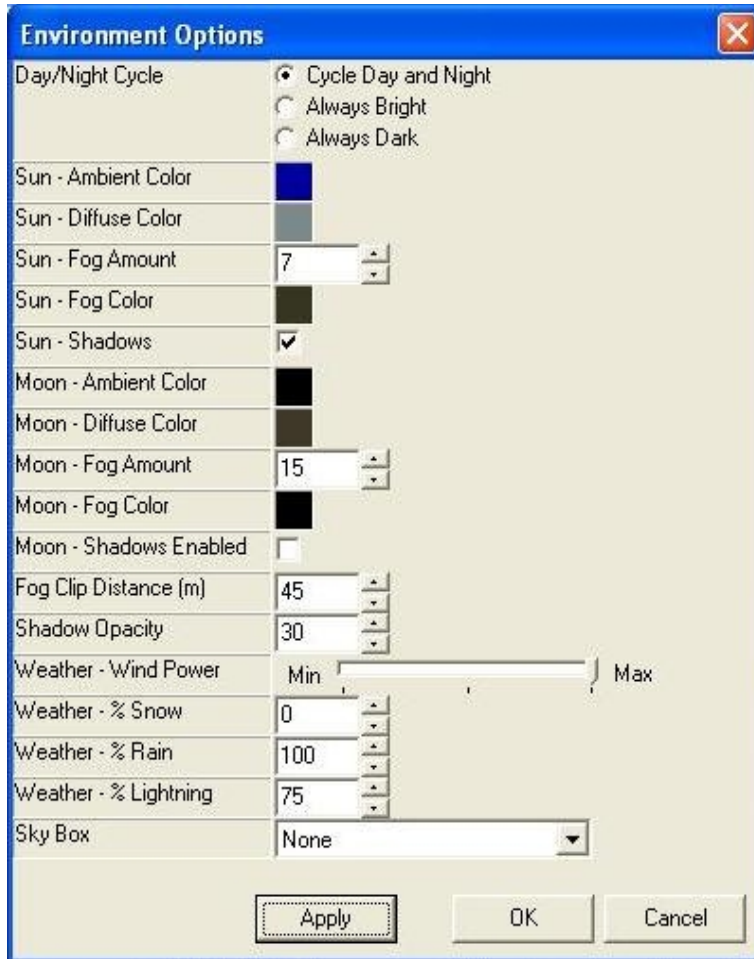 Environment Options
Day/Night Cycle
Cycle Day and Night
Always Bright
Always Dark
Sun - Ambient Color
Sun - Diffuse Color
Sun - Fog Amount 7
Sun - Fog Color
Sun - Shadows
Moon - Ambient Color
Moon - Diffuse Color
Moon - Fog Amount 15
Moon - Fog Color
Moon - Shadows Enabled
Fog Clip Distance (m) 45
Shadow Opacity 30
Weather - Wind Power Min Max
Weather - % Snow 0
Weather - % Rain 100
Weather - % Lightning 75
Sky Box None
Apply OK Cancel